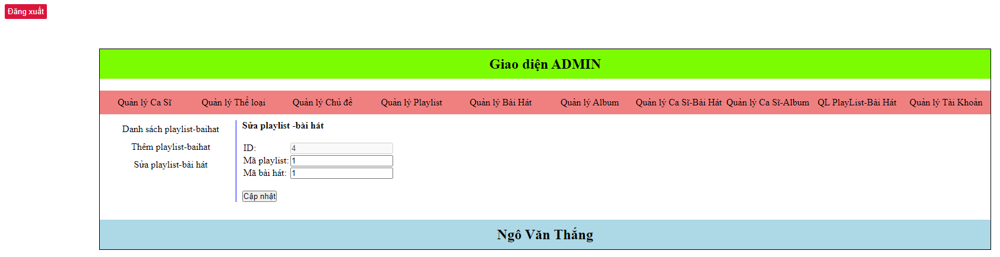 Đăng xuất
Giao diện ADMIN
Quản lý Ca Sĩ Quản lý Thể loại Quản lý Chủ đề Quản lý Playlist Quản lý Bài Hát Quản lý Album Quản lý Ca Sĩ-Bài Hát Quản lý Ca Sĩ-Album QL PlayList-Bài Hát Quản lý Tài Khoản
Danh sách playlist-baihat
Thêm playlist-baihat
Sửa playlist-bài hát
Sửa playlist -bài hát
ID: 4
Mã playlist: 1
Mã bài hát: 1
Cập nhật
Ngô Văn Thắng